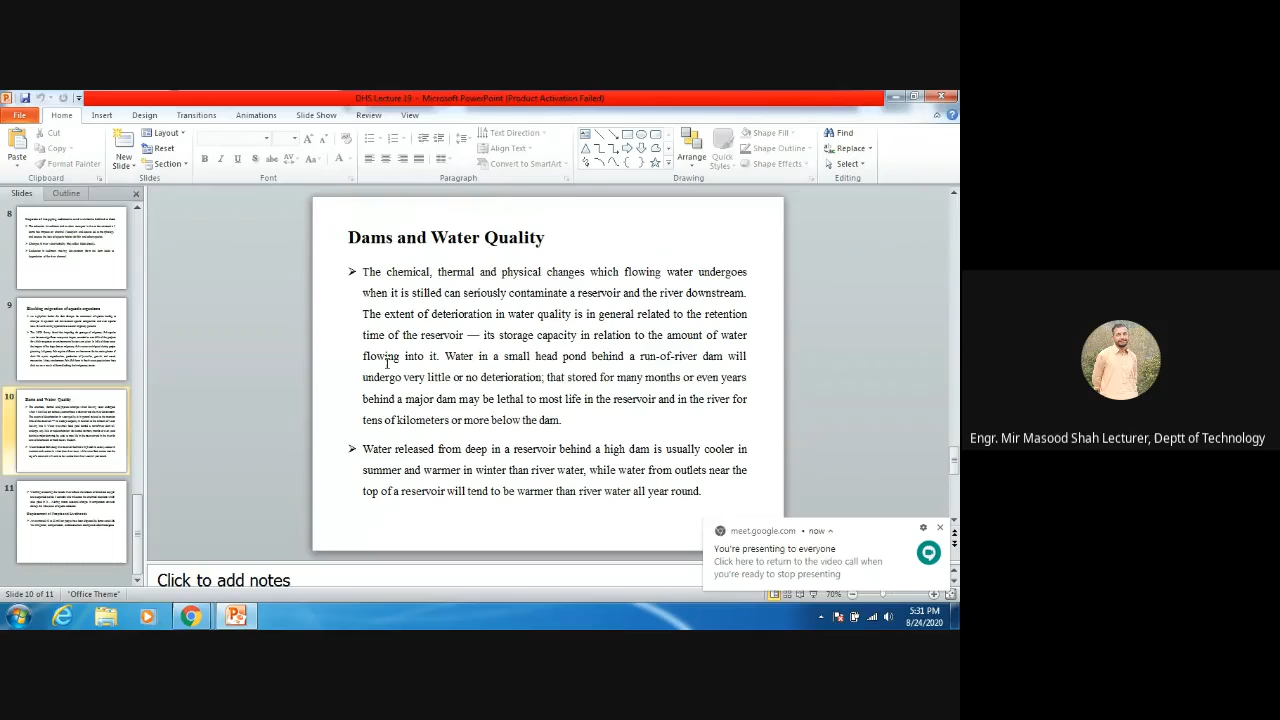 DHS Lecture 19 - Microsoft PowerPoint (Product Activation Failed)
File Home Insert Design Transitions Animations Slide Show Review View
Cut
Copy
Format Painter
Paste
Clipboard
New
Slide
Layout
Reset
Section
Slides
Font
Text Direction
Align Text
Convert to SmartArt
Paragraph
Arrange
Quick
Styles
Shape Fill
Shape Outline
Shape Effects
Drawing
Find
Replace
Select
Editing
Slides Outline
8
9
Blocking migration of aquatic organisms
10
Dams and Water Quality
11
Dams and Water Quality
The chemical, thermal and physical changes which flowing water undergoes
when it is stilled can seriously contaminate a reservoir and the river downstream.
The extent of deterioration in water quality is in general related to the retention
time of the reservoir — its storage capacity in relation to the amount of water
flowing into it. Water in a small head pond behind a run-of-river dam will
undergo very little or no deterioration; that stored for many months or even years
behind a major dam may be lethal to most life in the reservoir and in the river for
tens of kilometers or more below the dam.
Water released from deep in a reservoir behind a high dam is usually cooler in
summer and warmer in winter than river water, while water from outlets near the
top of a reservoir will tend to be warmer than river water all year round.
meet.google.com • now
You're presenting to everyone
Click here to return to the video call when
you're ready to stop presenting
Click to add notes
Slide 10 of 11 "Office Theme" 70%
5:31 PM
8/24/2020
Engr. Mir Masood Shah Lecturer, Deptt of Technology